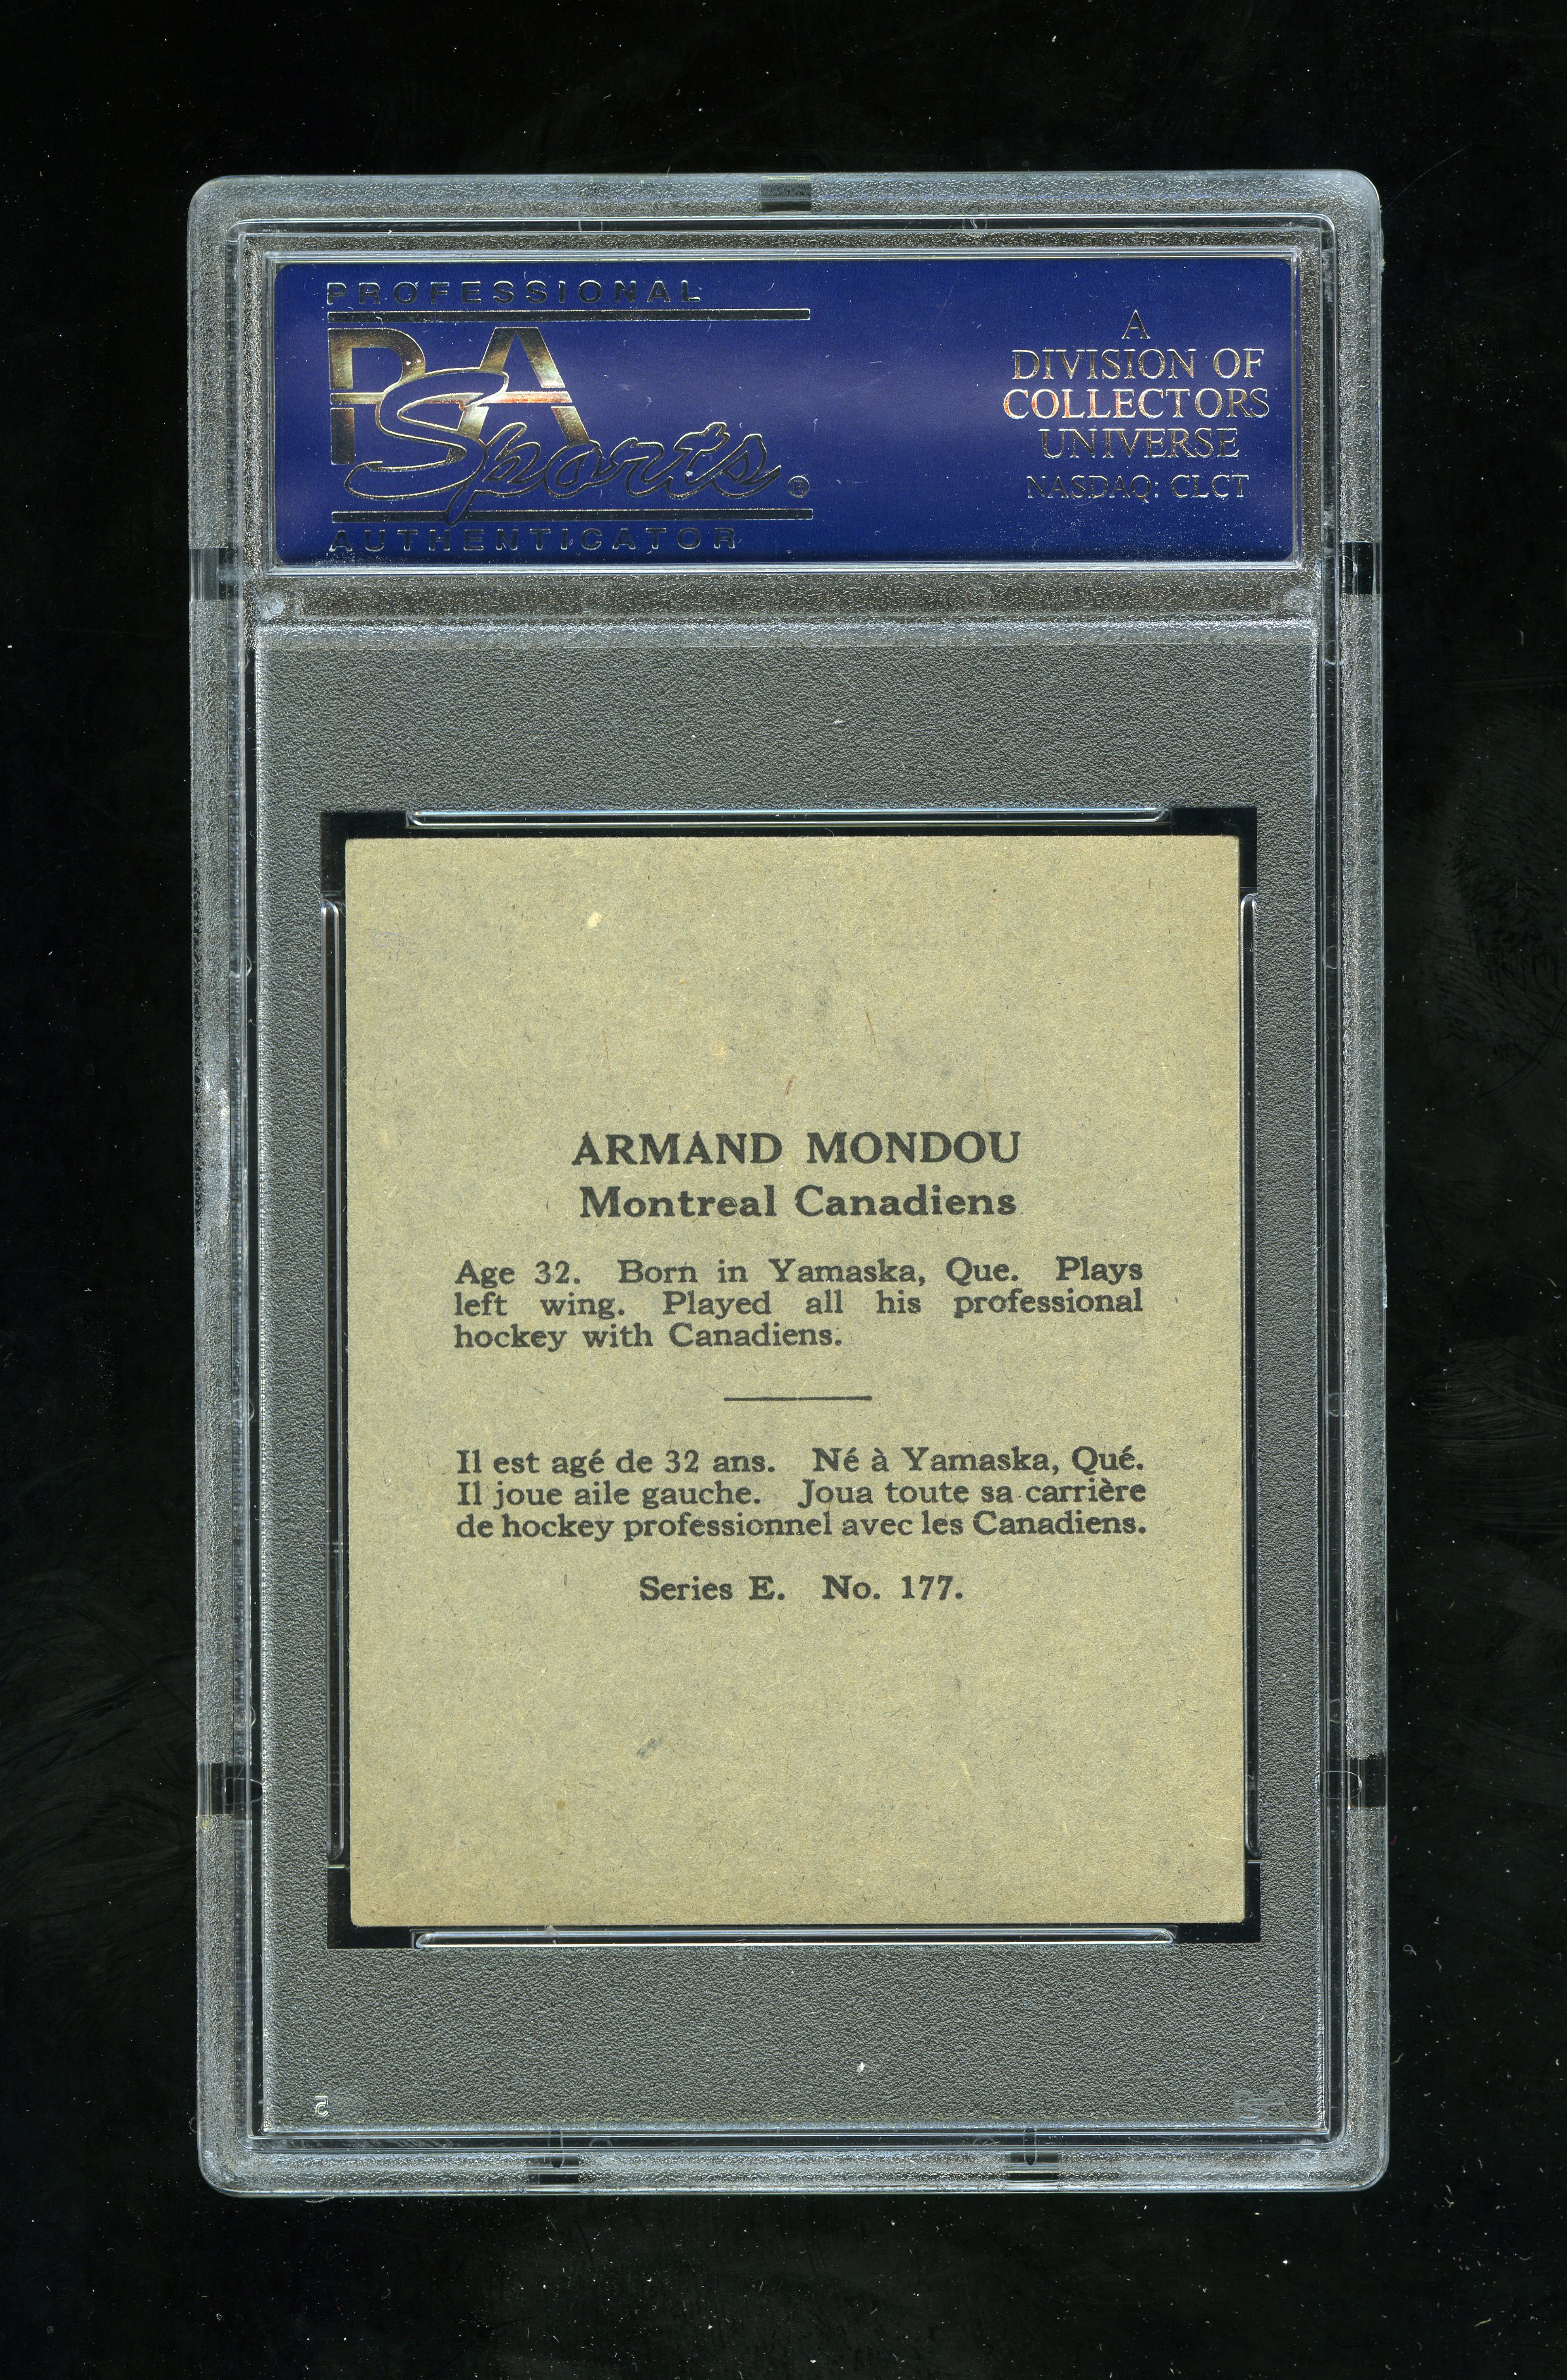 PROFESSIONAL
PSA
Sports®
AUTHENTICATOR
A
DIVISION OF
COLLECTORS
UNIVERSE
NASDAQ: CLCT
ARMAND MONDOU
Montreal Canadiens
Age 32. Born in Yamaska, Que. Plays
left wing. Played all his professional
hockey with Canadiens.
Il est agé de 32 ans. Né à Yamaska, Qué.
Il joue aile gauche. Joua toute sa carrière
de hockey professionnel avec les Canadiens.
Series E. No. 177.
5
PSA